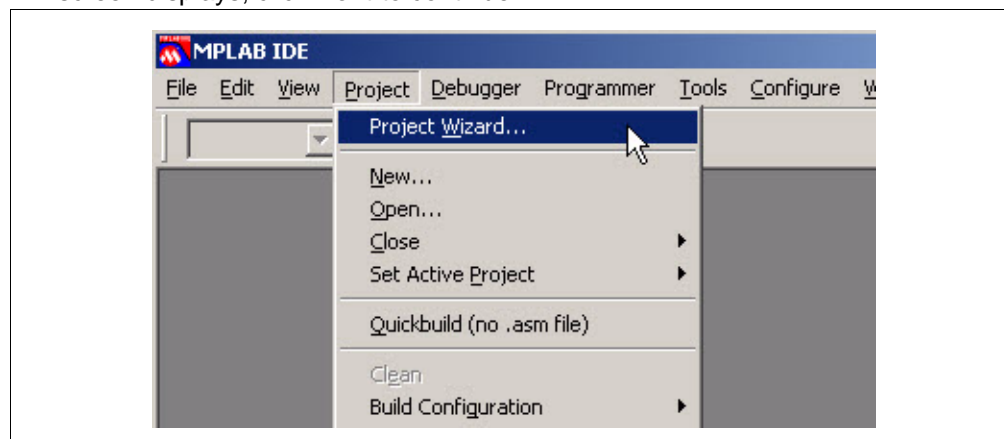 MPLAB IDE
File Edit View Project Debugger Programmer Tools Configure
Project Wizard...
New...
Open...
Close
Set Active Project
Quickbuild (no .asm file)
Clean
Build Configuration